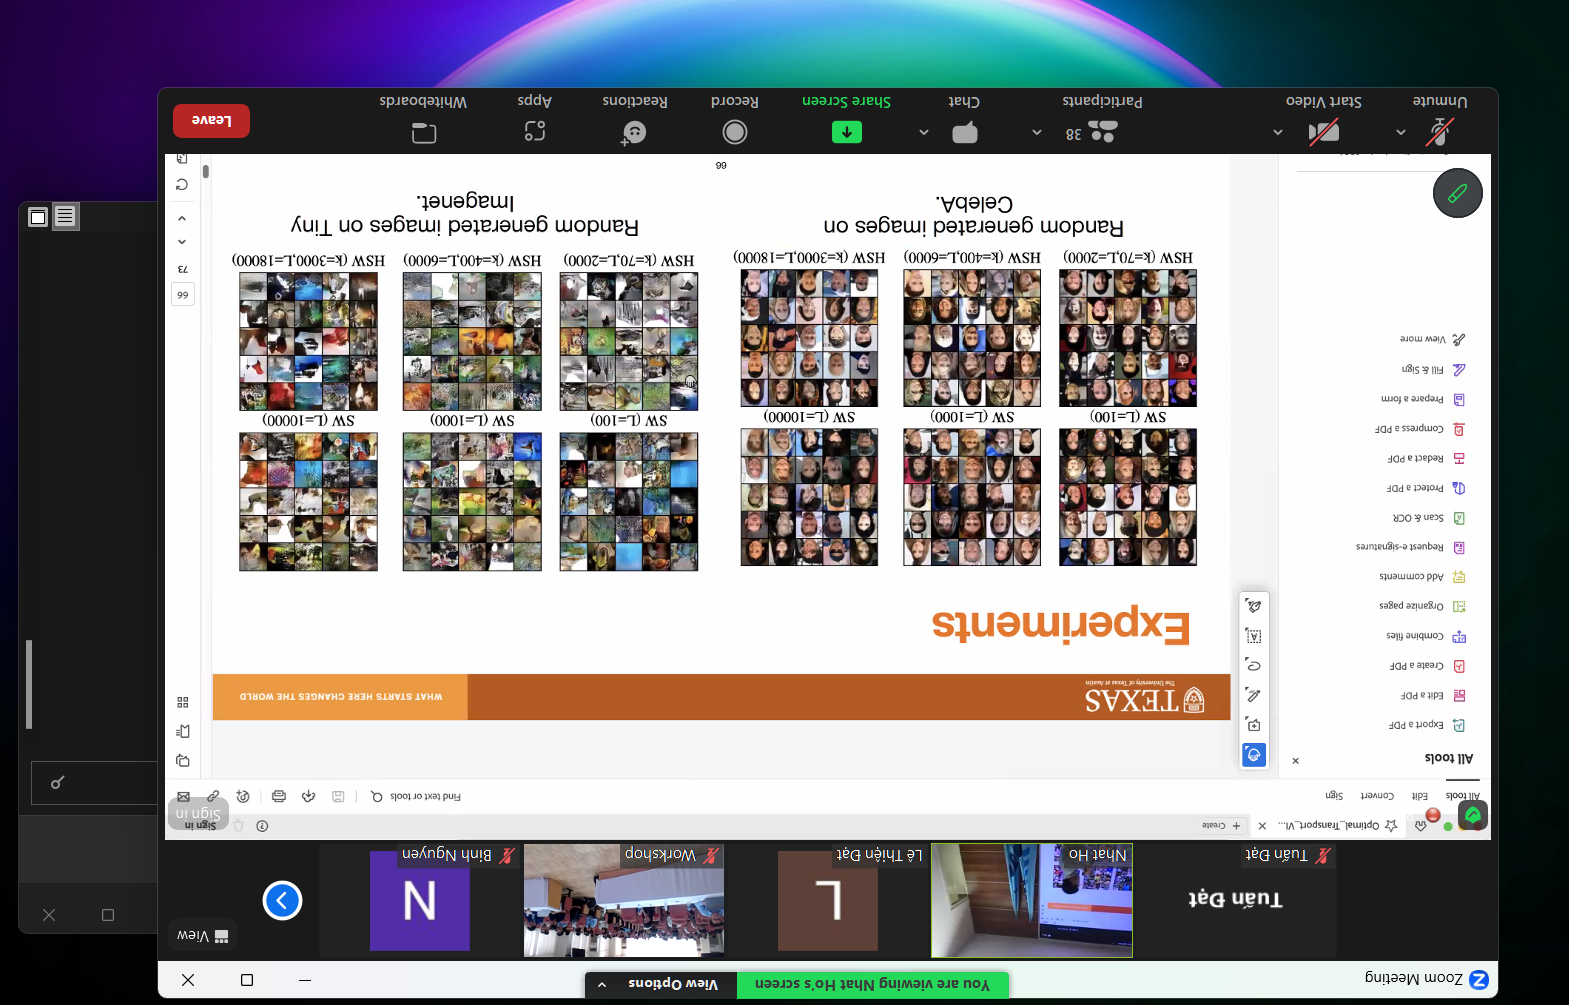 Zoom Meeting
You are viewing Nhat Ho's screen
View Options
View
Tuấn Đạt
Tuấn Đạt
Nhat Ho
L
Lê Thiện Đạt
Workshop
N
Binh Nguyen
Optimal_Transport_Vi...
+ Create
Sign in
Sign in
All tools
Edit
Convert
Sign
Find text or tools
All tools
Export a PDF
Edit a PDF
Create a PDF
Combine files
Organize pages
Add comments
Request e-signatures
Scan & OCR
Protect a PDF
Redact a PDF
Compress a PDF
Prepare a form
Fill & Sign
View more
TEXAS
The University of Texas at Austin
WHAT STARTS HERE CHANGES THE WORLD
Experiments
SW (L=100)
SW (L=1000)
SW (L=10000)
SW (L=100)
SW (L=1000)
SW (L=10000)
HSW (k=70,L=2000)
HSW (k=400,L=6000)
HSW (k=3000,L=18000)
HSW (k=70,L=2000)
HSW (k=400,L=6000)
HSW (k=3000,L=18000)
Random generated images on
CelebA.
Random generated images on Tiny
Imagenet.
66
66
73
Unmute
Start Video
Participants
38
Chat
Share Screen
Record
Reactions
Apps
Whiteboards
Leave